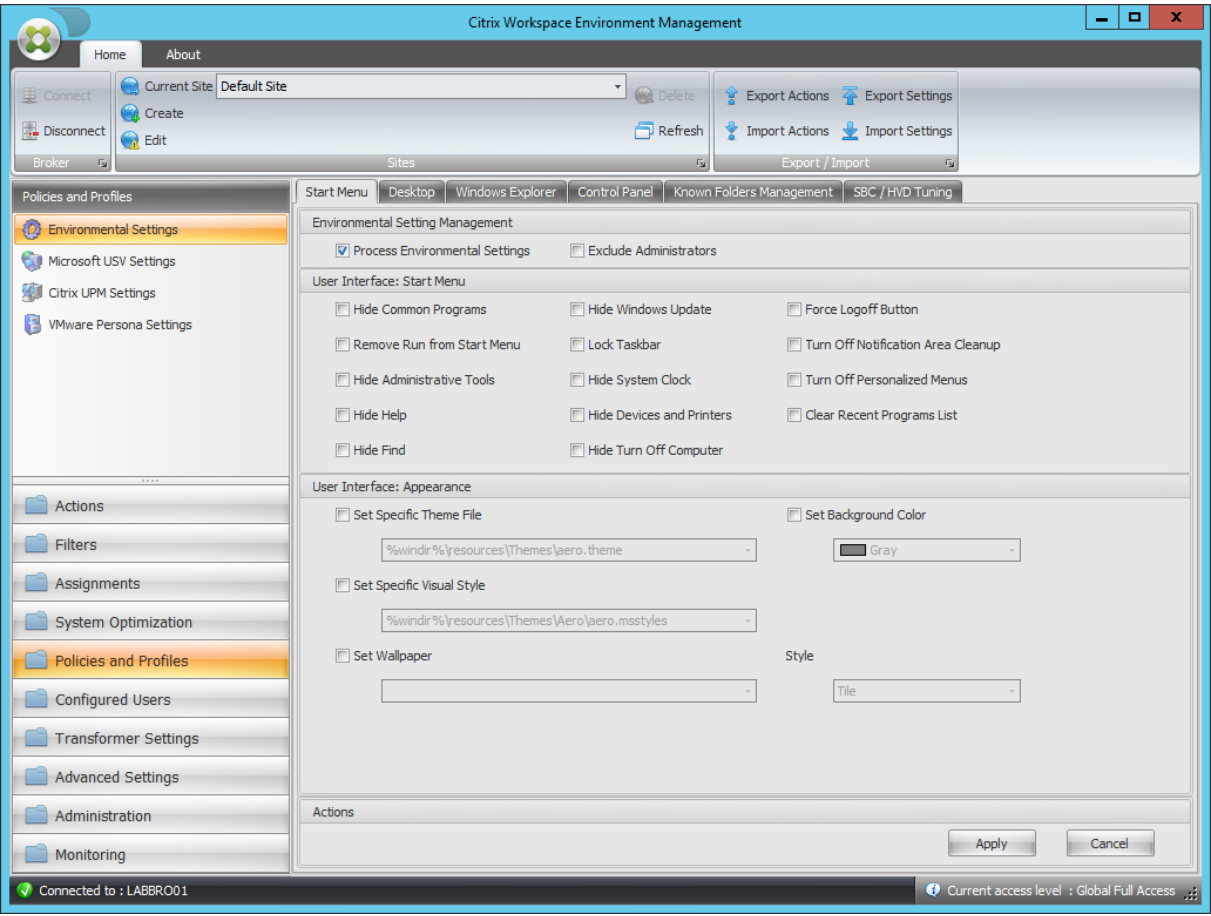 Citrix Workspace Environment Management
Home About
Connect
Disconnect
Broker
Current Site Default Site
Create
Edit
Delete
Refresh
Sites
Export Actions Export Settings
Import Actions Import Settings
Export / Import
Policies and Profiles
Environmental Settings
Microsoft USV Settings
Citrix UPM Settings
VMware Persona Settings
Actions
Filters
Assignments
System Optimization
Policies and Profiles
Configured Users
Transformer Settings
Advanced Settings
Administration
Monitoring
Start Menu Desktop Windows Explorer Control Panel Known Folders Management SBC / HVD Tuning
Environmental Setting Management
Process Environmental Settings Exclude Administrators
User Interface: Start Menu
Hide Common Programs Hide Windows Update Force Logoff Button
Remove Run from Start Menu Lock Taskbar Turn Off Notification Area Cleanup
Hide Administrative Tools Hide System Clock Turn Off Personalized Menus
Hide Help Hide Devices and Printers Clear Recent Programs List
Hide Find Hide Turn Off Computer
User Interface: Appearance
Set Specific Theme File Set Background Color
%windir%\resources\Themes\aero.theme Gray
Set Specific Visual Style
%windir%\resources\Themes\Aero\aero.msstyles
Set Wallpaper Style
Tile
Actions
Apply Cancel
Connected to : LABBRO01 Current access level : Global Full Access